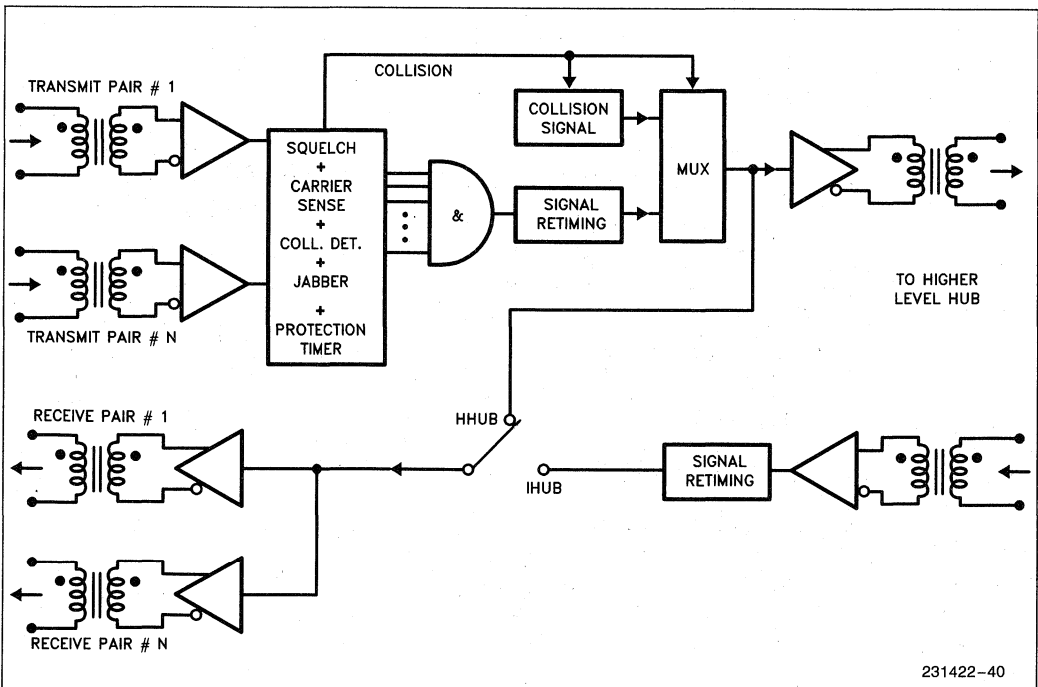 COLLISION
TRANSMIT PAIR # 1
COLLISION
SIGNAL
SQUELCH
+
CARRIER
SENSE
+
COLL. DET.
+
JABBER
+
PROTECTION
TIMER
&
SIGNAL
RETIMING
MUX
TO HIGHER
LEVEL HUB
TRANSMIT PAIR # N
RECEIVE PAIR # 1
HHUB
IHUB
SIGNAL
RETIMING
RECEIVE PAIR # N
231422-40